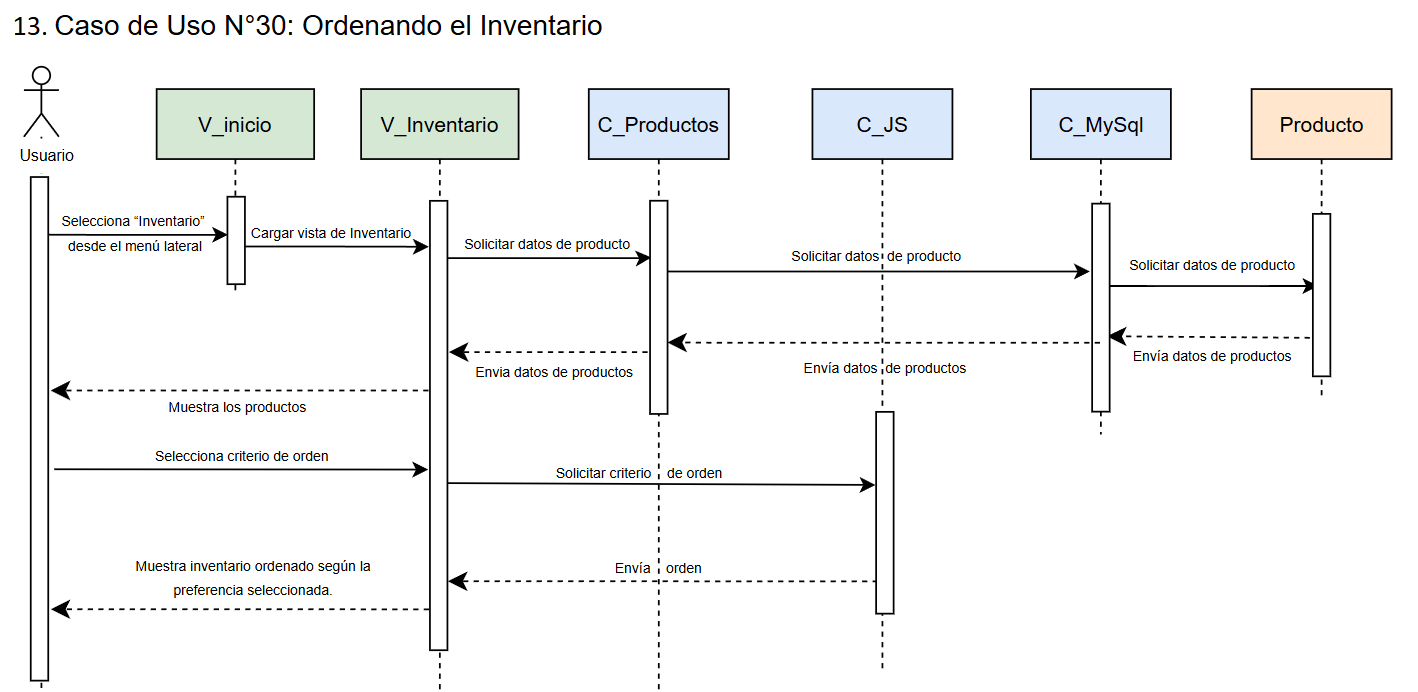 13. Caso de Uso N°30: Ordenando el Inventario
Usuario
V_inicio
V_Inventario
C_Productos
C_JS
C_MySql
Producto
Selecciona “Inventario”
desde el menú lateral
Cargar vista de Inventario
Solicitar datos de producto
Solicitar datos de producto
Solicitar datos de producto
Envía datos de productos
Envía datos de productos
Envia datos de productos
Muestra los productos
Selecciona criterio de orden
Solicitar criterio de orden
Envía orden
Muestra inventario ordenado según la
preferencia seleccionada.